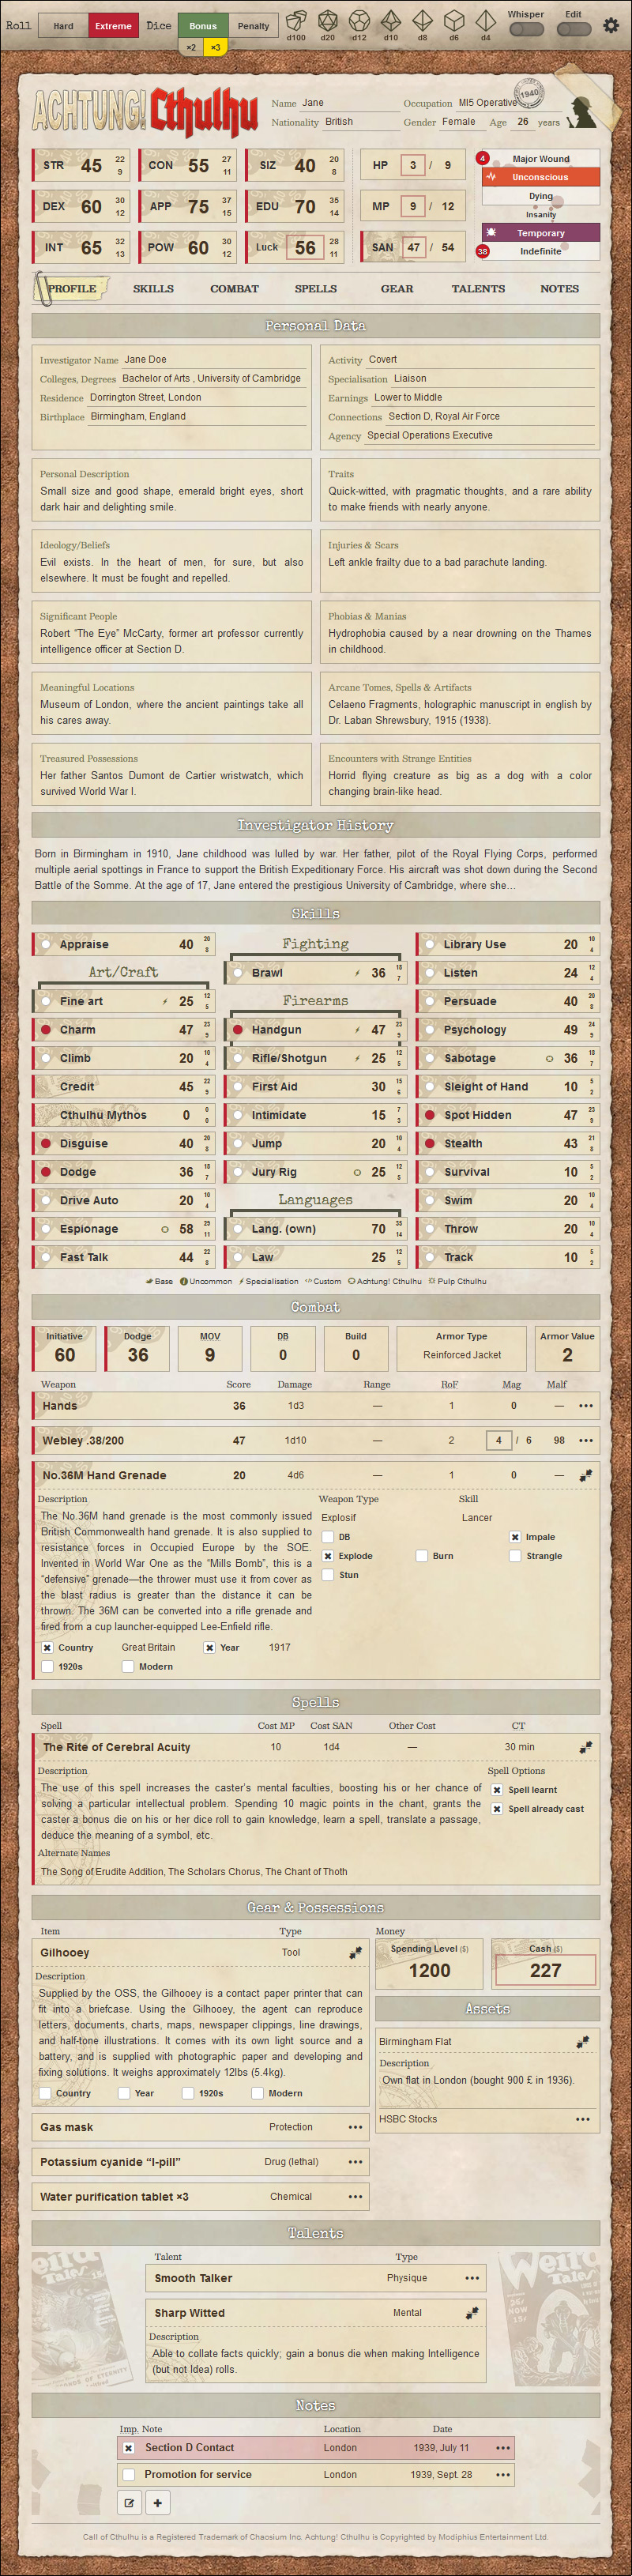 Roll Hard Extreme Dice Bonus Penalty d100 d20 d12 d10 d8 d6 d4 Whisper Edit
×2 ×3
ACHTUNG! Cthulhu
Name Jane Occupation MI5 Operative
1940
Nationality British Gender Female Age 26 years
STR 45 22 9 CON 55 27 11 SIZ 40 20 8 HP 3 / 9
DEX 60 30 12 APP 75 37 15 EDU 70 35 14 MP 9 / 12
INT 65 32 13 POW 60 30 12 Luck 56 28 11 SAN 47 / 54
4 Major Wound
Unconscious
Dying
Insanity
Temporary
38 Indefinite
PROFILE SKILLS COMBAT SPELLS GEAR TALENTS NOTES
Personal Data
Investigator Name Jane Doe
Colleges, Degrees Bachelor of Arts , University of Cambridge
Residence Dorrington Street, London
Birthplace Birmingham, England
Activity Covert
Specialisation Liaison
Earnings Lower to Middle
Connections Section D, Royal Air Force
Agency Special Operations Executive
Personal Description
Small size and good shape, emerald bright eyes, short
dark hair and delighting smile.
Traits
Quick-witted, with pragmatic thoughts, and a rare ability
to make friends with nearly anyone.
Ideology/Beliefs
Evil exists. In the heart of men, for sure, but also
elsewhere. It must be fought and repelled.
Injuries & Scars
Left ankle frailty due to a bad parachute landing.
Significant People
Robert “The Eye” McCarty, former art professor currently
intelligence officer at Section D.
Phobias & Manias
Hydrophobia caused by a near drowning on the Thames
in childhood.
Meaningful Locations
Museum of London, where the ancient paintings take all
his cares away.
Arcane Tomes, Spells & Artifacts
Celaeno Fragments, holographic manuscript in english by
Dr. Laban Shrewsbury, 1915 (1938).
Treasured Possessions
Her father Santos Dumont de Cartier wristwatch, which
survived World War I.
Encounters with Strange Entities
Horrid flying creature as big as a dog with a color
changing brain-like head.
Investigator History
Born in Birmingham in 1910, Jane childhood was lulled by war. Her father, pilot of the Royal Flying Corps, performed
multiple aerial spottings in France to support the British Expeditionary Force. His aircraft was shot down during the Second
Battle of the Somme. At the age of 17, Jane entered the prestigious University of Cambridge, where she...
Skills
Appraise 40 20 8
Art/Craft
Fine art 25 12 5
Charm 47 23 9
Climb 20 10 4
Credit 45 22 9
Cthulhu Mythos 0 0 0
Disguise 40 20 8
Dodge 36 18 7
Drive Auto 20 10 4
Espionage 58 29 11
Fast Talk 44 22 8
Fighting
Brawl 36 18 7
Firearms
Handgun 47 23 9
Rifle/Shotgun 25 12 5
First Aid 30 15 6
Intimidate 15 7 3
Jump 20 10 4
Jury Rig 25 12 5
Languages
Lang. (own) 70 35 14
Law 25 12 5
Library Use 20 10 4
Listen 24 12 4
Persuade 40 20 8
Psychology 49 24 9
Sabotage 36 18 7
Sleight of Hand 10 5 2
Spot Hidden 47 23 9
Stealth 43 21 8
Survival 10 5 2
Swim 20 10 4
Throw 20 10 4
Track 10 5 2
Base Uncommon Specialisation Custom Achtung! Cthulhu Pulp Cthulhu
Combat
Initiative Dodge MOV DB Build Armor Type Armor Value
60 36 9 0 0 Reinforced Jacket 2
Weapon Score Damage Range RoF Mag Malf
Hands 36 1d3 — 1 0 — •••
Webley .38/200 47 1d10 — 2 4 / 6 98 •••
No.36M Hand Grenade 20 4d6 — 1 0 —
Description
The No.36M hand grenade is the most commonly issued
British Commonwealth hand grenade. It is also supplied to
resistance forces in Occupied Europe by the SOE.
Invented in World War One as the “Mills Bomb”, this is a
“defensive” grenade—the thrower must use it from cover as
the blast radius is greater than the distance it can be
thrown. The 36M can be converted into a rifle grenade and
fired from a cup launcher-equipped Lee-Enfield rifle.
Country Great Britain Year 1917
1920s Modern
Weapon Type Skill
Explosif Lancer
DB Impale
Explode Burn Strangle
Stun
Spells
Spell Cost MP Cost SAN Other Cost CT
The Rite of Cerebral Acuity 10 1d4 — 30 min
Description
The use of this spell increases the caster’s mental faculties, boosting his or her chance of
solving a particular intellectual problem. Spending 10 magic points in the chant, grants the
caster a bonus die on his or her dice roll to gain knowledge, learn a spell, translate a passage,
deduce the meaning of a symbol, etc.
Alternate Names
The Song of Erudite Addition, The Scholars Chorus, The Chant of Thoth
Spell Options
Spell learnt
Spell already cast
Gear & Possessions
Item Type
Gilhooey Tool
Description
Supplied by the OSS, the Gilhooey is a contact paper printer that can
fit into a briefcase. Using the Gilhooey, the agent can reproduce
letters, documents, charts, maps, newspaper clippings, line drawings,
and half-tone illustrations. It comes with its own light source and a
battery, and is supplied with photographic paper and developing and
fixing solutions. It weighs approximately 12lbs (5.4kg).
Country Year 1920s Modern
Gas mask Protection •••
Potassium cyanide “I-pill” Drug (lethal) •••
Water purification tablet ×3 Chemical •••
Money
Spending Level ($) Cash ($)
1200 227
Assets
Birmingham Flat
Description
Own flat in London (bought 900 £ in 1936).
HSBC Stocks •••
Talents
Talent Type
Smooth Talker Physique •••
Sharp Witted Mental
Description
Able to collate facts quickly; gain a bonus die when making Intelligence
(but not Idea) rolls.
Weird Tales
Weird Tales
Notes
Imp. Note Location Date
Section D Contact London 1939, July 11 •••
Promotion for service London 1939, Sept. 28 •••
Call of Cthulhu is a Registered Trademark of Chaosium Inc. Achtung! Cthulhu is Copyrighted by Modiphius Entertainment Ltd.